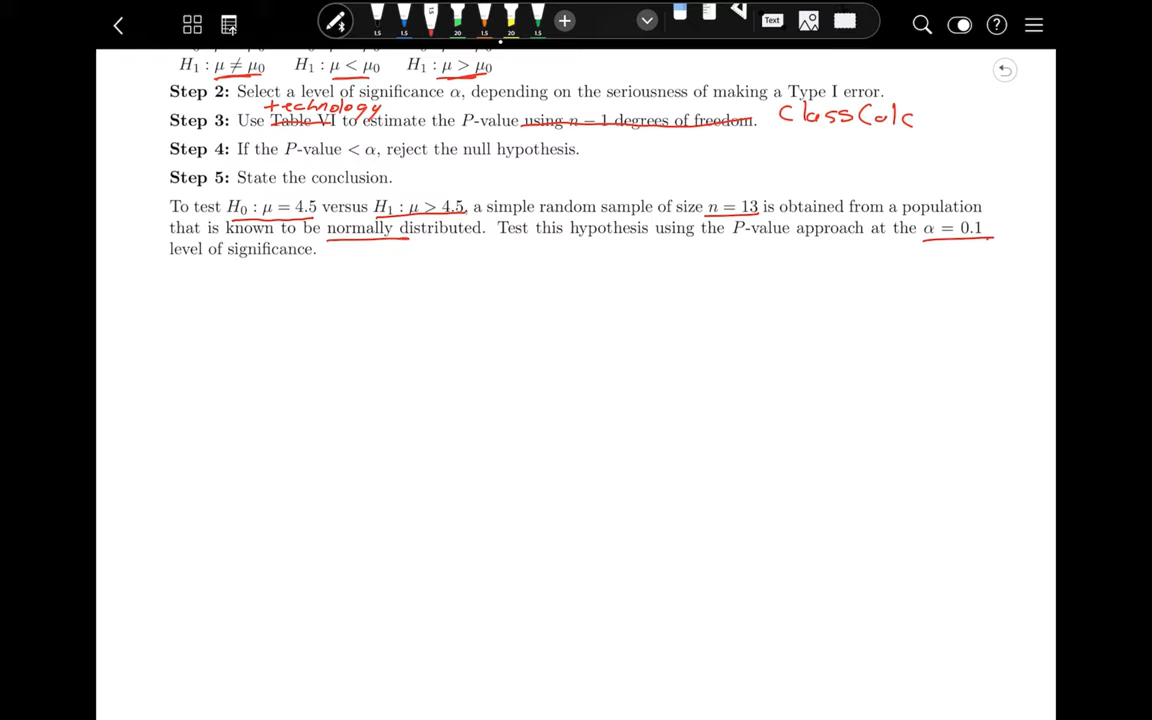 Text
H₁ : μ ≠ μ₀ H₁ : μ < μ₀ H₁ : μ > μ₀
Step 2: Select a level of significance α, depending on the seriousness of making a Type I error.
technology
Step 3: Use Table VI to estimate the P-value using n − 1 degrees of freedom. ClassCalc
Step 4: If the P-value < α, reject the null hypothesis.
Step 5: State the conclusion.
To test H₀ : μ = 4.5 versus H₁ : μ > 4.5, a simple random sample of size n = 13 is obtained from a population
that is known to be normally distributed. Test this hypothesis using the P-value approach at the α = 0.1
level of significance.